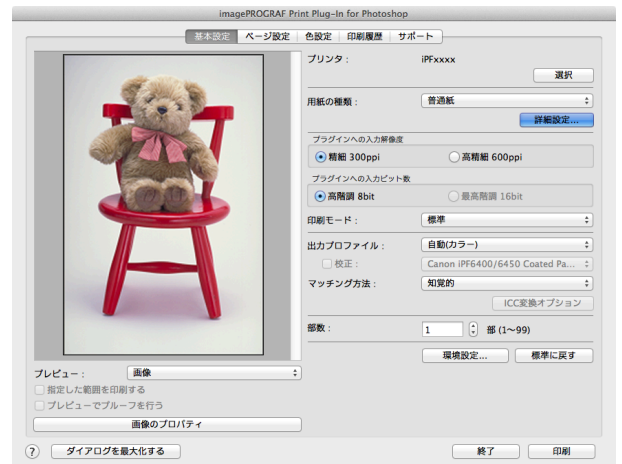 imagePROGRAF Print Plug-In for Photoshop
基本設定 ページ設定 色設定 印刷履歴 サポート
プリンタ： iPFxxxx
選択
用紙の種類： 普通紙
詳細設定...
プラグインへの入力解像度
精細 300ppi 高精細 600ppi
プラグインへの入力ビット数
高階調 8bit 最高階調 16bit
印刷モード： 標準
出力プロファイル： 自動(カラー)
校正： Canon iPF6400/6450 Coated Pa...
マッチング方法： 知覚的
ICC変換オプション
部数： 1 部 (1〜99)
環境設定... 標準に戻す
プレビュー： 画像
指定した範囲を印刷する
プレビューでプルーフを行う
画像のプロパティ
? ダイアログを最大化する 終了 印刷